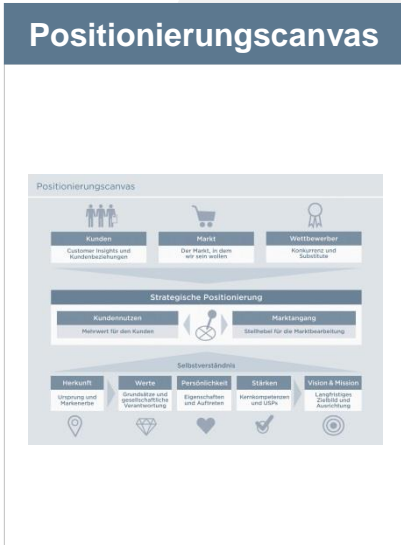 Positionierungscanvas
Positionierungscanvas
Kunden
Customer Insights und
Kundenbeziehungen
Markt
Der Markt, in dem
wir sein wollen
Wettbewerber
Konkurrenz und
Substitute
Strategische Positionierung
Kundennutzen
Mehrwert für den Kunden
Marktangang
Stellhebel für die Marktbearbeitung
Selbstverständnis
Herkunft
Ursprung und
Markenerbe
Werte
Grundsätze und
gesellschaftliche
Verantwortung
Persönlichkeit
Eigenschaften
und Auftreten
Stärken
Kernkompetenzen
und USPs
Vision & Mission
Langfristiges
Zielbild und
Ausrichtung